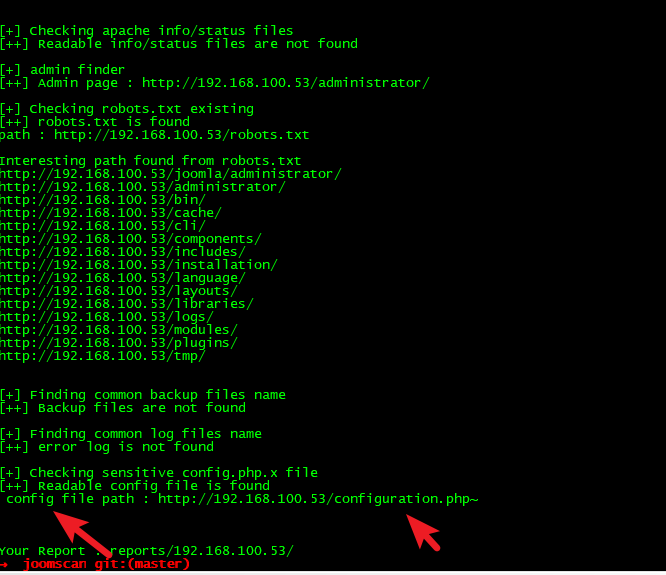 [+] Checking apache info/status files
[++] Readable info/status files are not found
[+] admin finder
[++] Admin page : http://192.168.100.53/administrator/
[+] Checking robots.txt existing
[++] robots.txt is found
path : http://192.168.100.53/robots.txt
Interesting path found from robots.txt
http://192.168.100.53/joomla/administrator/
http://192.168.100.53/administrator/
http://192.168.100.53/bin/
http://192.168.100.53/cache/
http://192.168.100.53/cli/
http://192.168.100.53/components/
http://192.168.100.53/includes/
http://192.168.100.53/installation/
http://192.168.100.53/language/
http://192.168.100.53/layouts/
http://192.168.100.53/libraries/
http://192.168.100.53/logs/
http://192.168.100.53/modules/
http://192.168.100.53/plugins/
http://192.168.100.53/tmp/
[+] Finding common backup files name
[++] Backup files are not found
[+] Finding common log files name
[++] error log is not found
[+] Checking sensitive config.php.x file
[++] Readable config file is found
config file path : http://192.168.100.53/configuration.php~
Your Report : reports/192.168.100.53/
→ joomscan git:(master)